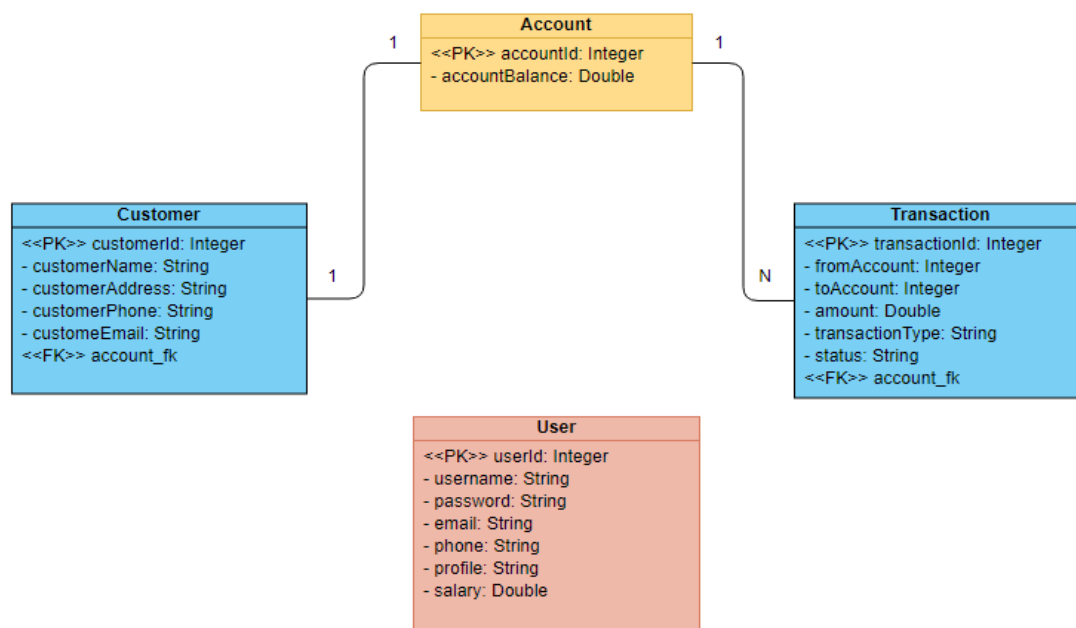 Account
<<PK>> accountId: Integer
- accountBalance: Double
1
1
Customer
<<PK>> customerId: Integer
- customerName: String
- customerAddress: String
- customerPhone: String
- customeEmail: String
<<FK>> account_fk
1
Transaction
<<PK>> transactionId: Integer
- fromAccount: Integer
- toAccount: Integer
- amount: Double
- transactionType: String
- status: String
<<FK>> account_fk
N
User
<<PK>> userId: Integer
- username: String
- password: String
- email: String
- phone: String
- profile: String
- salary: Double